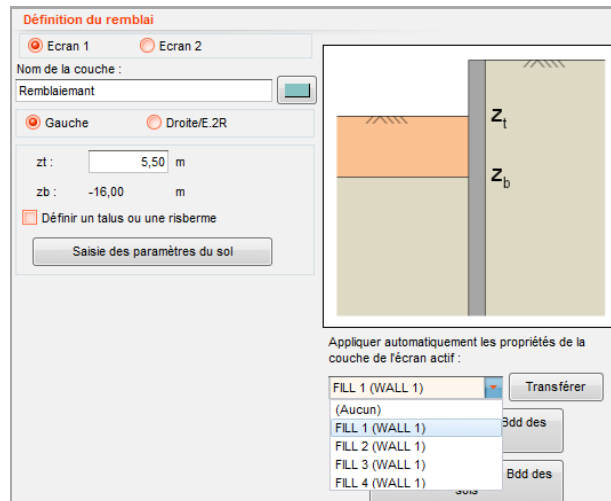 Définition du remblai
Ecran 1 Ecran 2
Nom de la couche :
Remblaiemant
Gauche Droite/E.2R
zt : 5,50 m
zb : -16,00 m
Définir un talus ou une risberme
Saisie des paramètres du sol
Zt
Zb
Appliquer automatiquement les propriétés de la
couche de l'écran actif :
FILL 1 (WALL 1) Transférer
(Aucun)
FILL 1 (WALL 1)
FILL 2 (WALL 1)
FILL 3 (WALL 1)
FILL 4 (WALL 1)
Bdd des
Bdd des
sols